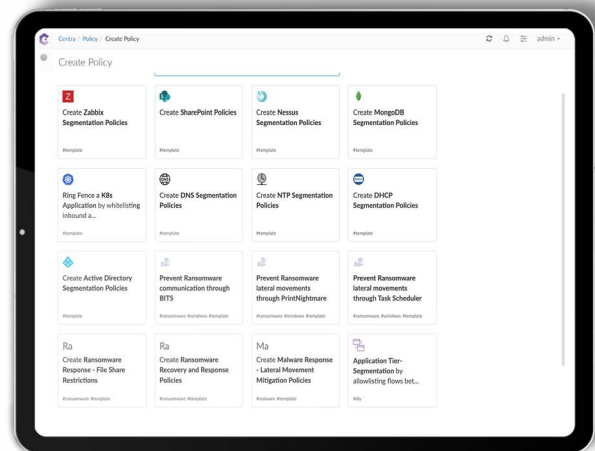 Centra / Policy / Create Policy
admin
Create Policy
Z
Create Zabbix
Segmentation Policies
#template
Create SharePoint Policies
#template
Create Nessus
Segmentation Policies
#template
Create MongoDB
Segmentation Policies
#template
Ring Fence a K8s
Application by whitelisting
inbound a...
#template
DNS
Create DNS Segmentation
Policies
#template
Create NTP Segmentation
Policies
#template
DHCP
Create DHCP
Segmentation Policies
#template
Create Active Directory
Segmentation Policies
#template
Prevent Ransomware
communication through
BITS
#ransomware #windows #template
Prevent Ransomware
lateral movements
through PrintNightmare
#ransomware #windows #template
Prevent Ransomware
lateral movements
through Task Scheduler
#ransomware #windows #template
Ra
Create Ransomware
Response - File Share
Restrictions
#ransomware #template
Ra
Create Ransomware
Recovery and Response
Policies
#ransomware #template
Ma
Create Malware Response
- Lateral Movement
Mitigation Policies
#malware #template
Application Tier-
Segmentation by
allowlisting flows bet...
#diy